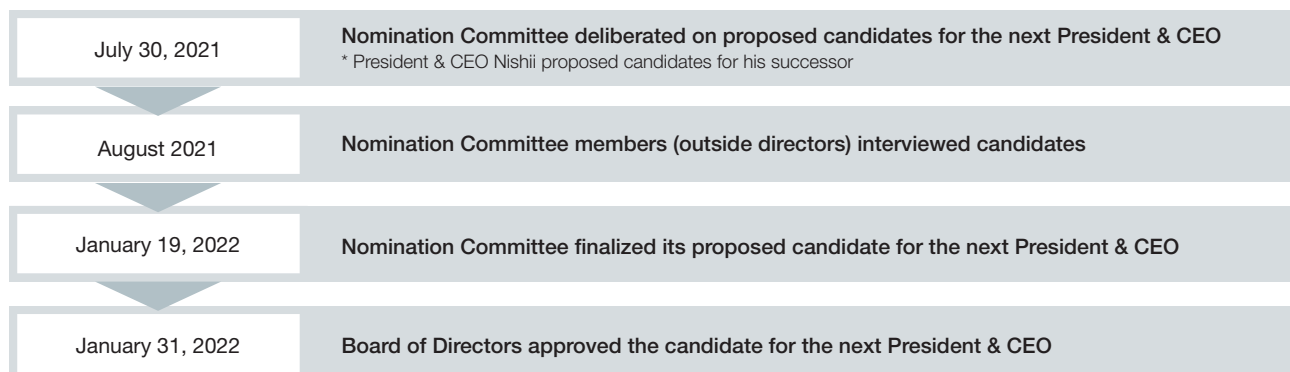 July 30, 2021
Nomination Committee deliberated on proposed candidates for the next President & CEO
* President & CEO Nishii proposed candidates for his successor
August 2021
Nomination Committee members (outside directors) interviewed candidates
January 19, 2022
Nomination Committee finalized its proposed candidate for the next President & CEO
January 31, 2022
Board of Directors approved the candidate for the next President & CEO